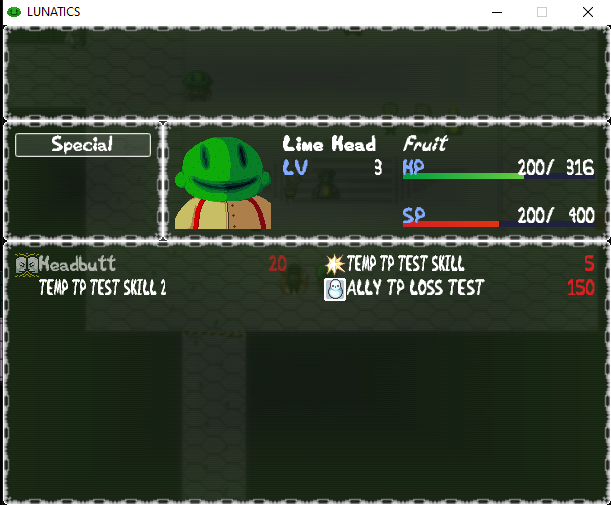 LUNATICS
Special
Lime Head Fruit
LV 3 HP 200/ 316
SP 200/ 400
Headbutt 20 TEMP TP TEST SKILL 5
TEMP TP TEST SKILL 2 ALLY TP LOSS TEST 150